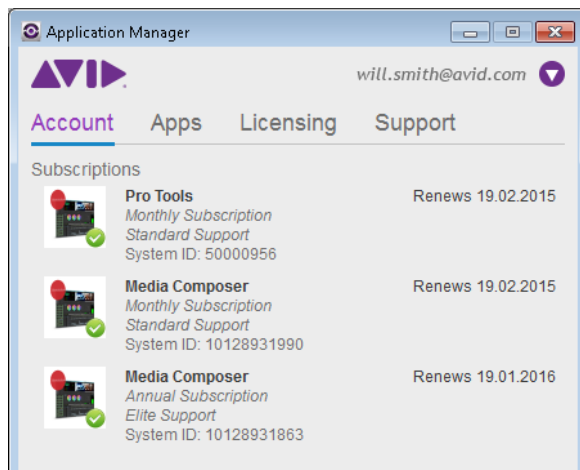 Application Manager
AVID
will.smith@avid.com
Account Apps Licensing Support
Subscriptions
Pro Tools Renews 19.02.2015
Monthly Subscription
Standard Support
System ID: 50000956
Media Composer Renews 19.02.2015
Monthly Subscription
Standard Support
System ID: 10128931990
Media Composer Renews 19.01.2016
Annual Subscription
Elite Support
System ID: 10128931863